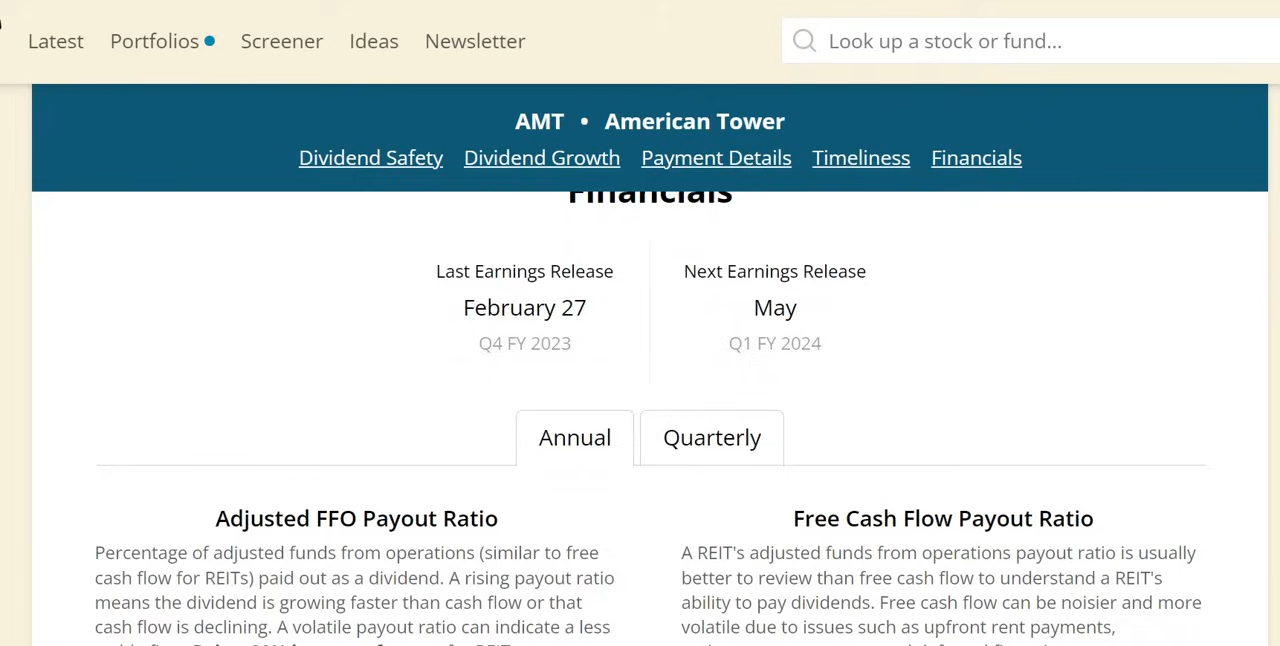 Latest Portfolios Screener Ideas Newsletter Look up a stock or fund...
AMT • American Tower
Dividend Safety Dividend Growth Payment Details Timeliness Financials
Financials
Last Earnings Release Next Earnings Release
February 27 May
Q4 FY 2023 Q1 FY 2024
Annual Quarterly
Adjusted FFO Payout Ratio
Percentage of adjusted funds from operations (similar to free
cash flow for REITs) paid out as a dividend. A rising payout ratio
means the dividend is growing faster than cash flow or that
cash flow is declining. A volatile payout ratio can indicate a less
Free Cash Flow Payout Ratio
A REIT's adjusted funds from operations payout ratio is usually
better to review than free cash flow to understand a REIT's
ability to pay dividends. Free cash flow can be noisier and more
volatile due to issues such as upfront rent payments,